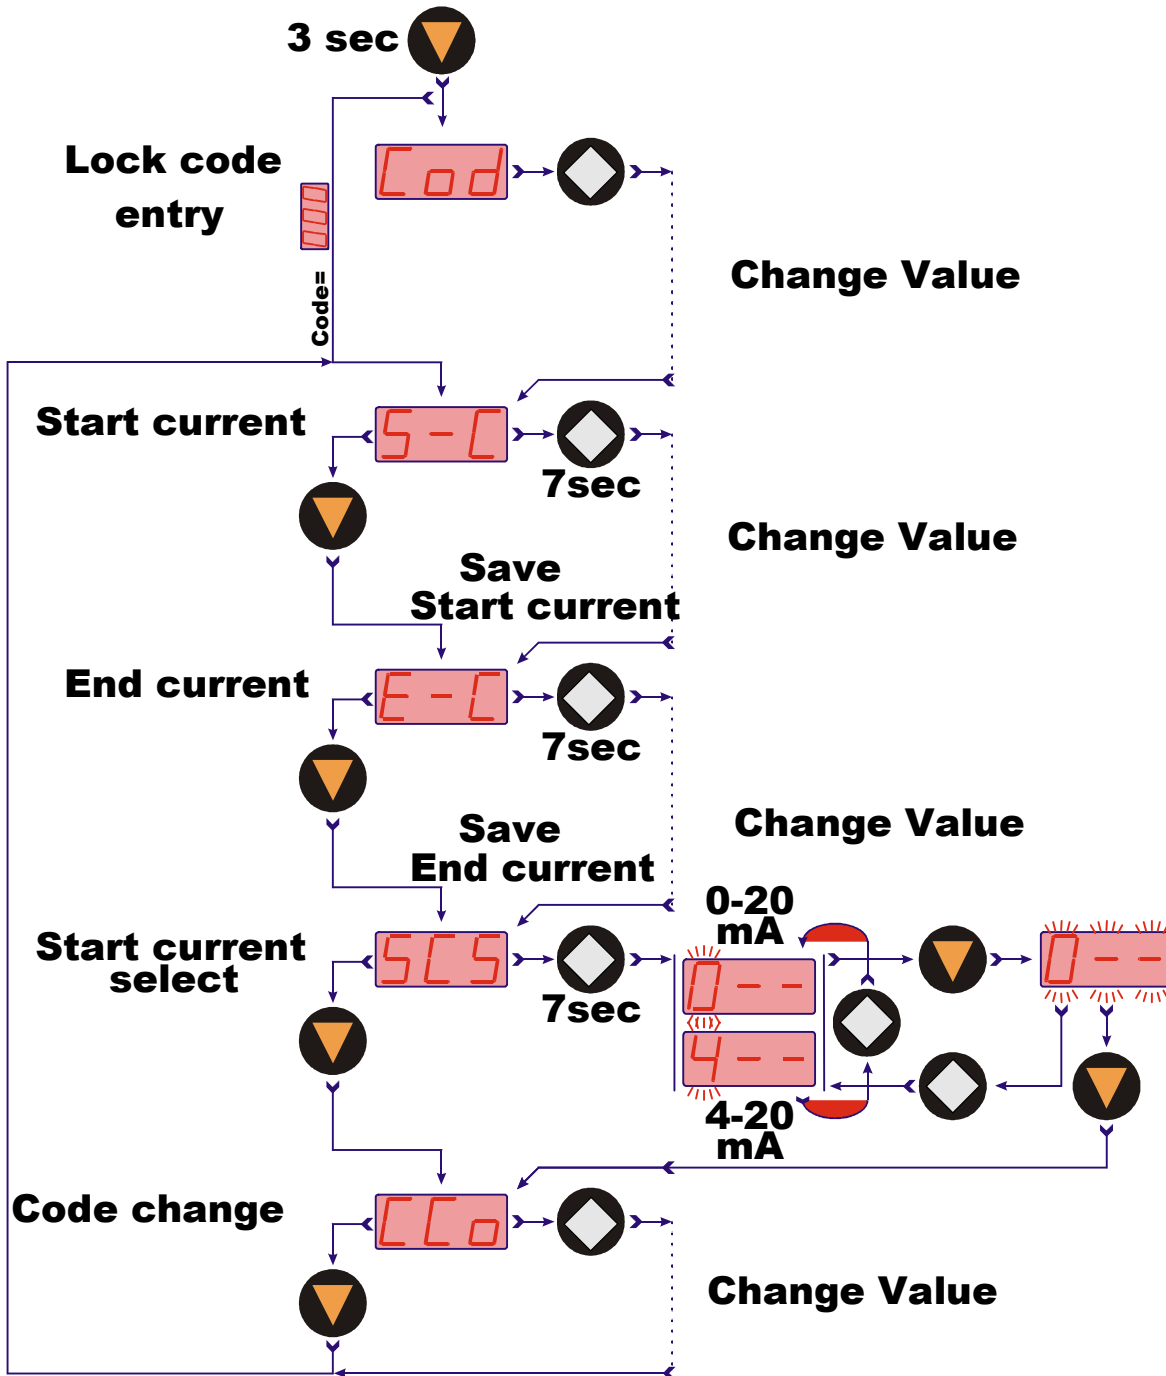 3 sec
Lock code
entry
Cod
Code=
Change Value
Start current
S-C
7sec
Change Value
Save
Start current
End current
E-C
7sec
Change Value
Save
End current
0-20
mA
Start current
select
SCS
7sec
0--
0--
4--
4-20
mA
Code change
CCo
Change Value